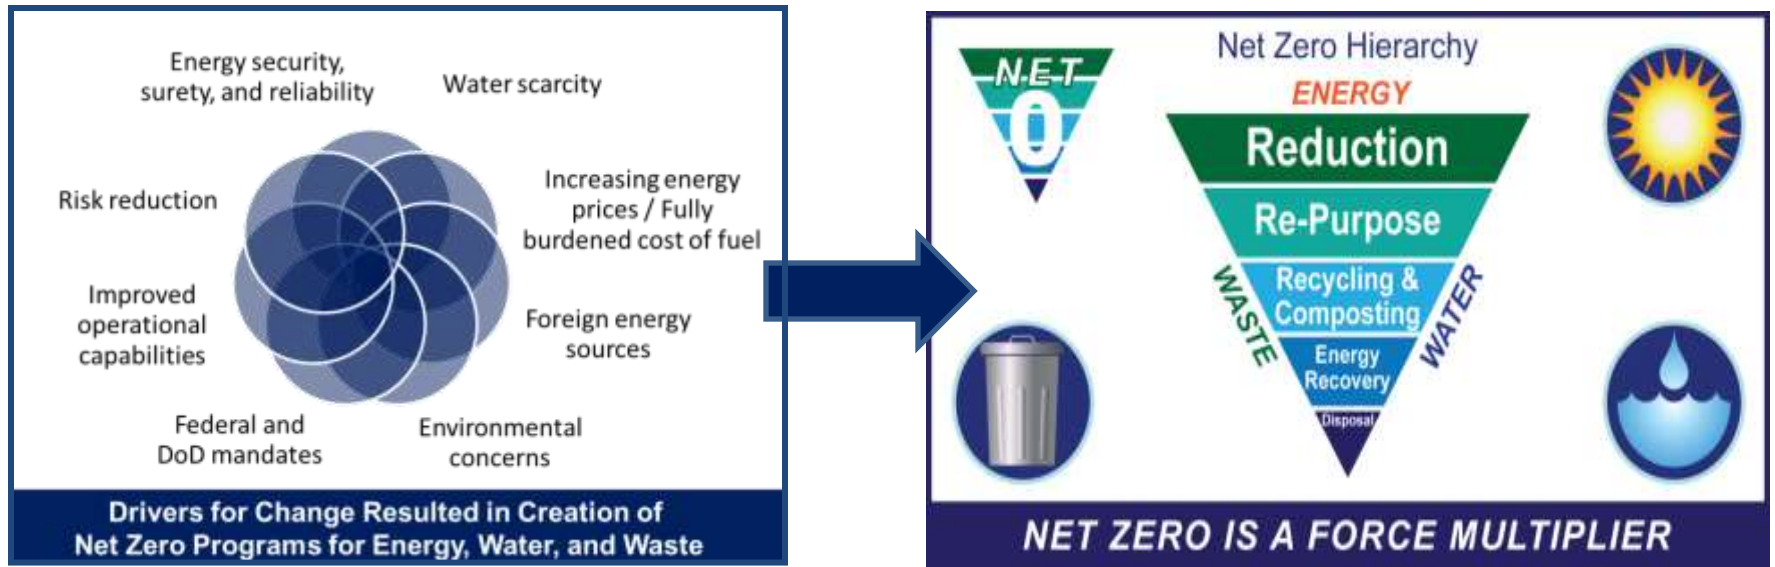 Energy security,
surety, and reliability
Water scarcity
Risk reduction
Increasing energy
prices / Fully
burdened cost of fuel
Improved
operational
capabilities
Foreign energy
sources
Federal and
DoD mandates
Environmental
concerns
Drivers for Change Resulted in Creation of
Net Zero Programs for Energy, Water, and Waste
NET
0
Net Zero Hierarchy
ENERGY
Reduction
Re-Purpose
Recycling &
Composting
Energy
Recovery
Disposal
WASTE
WATER
NET ZERO IS A FORCE MULTIPLIER